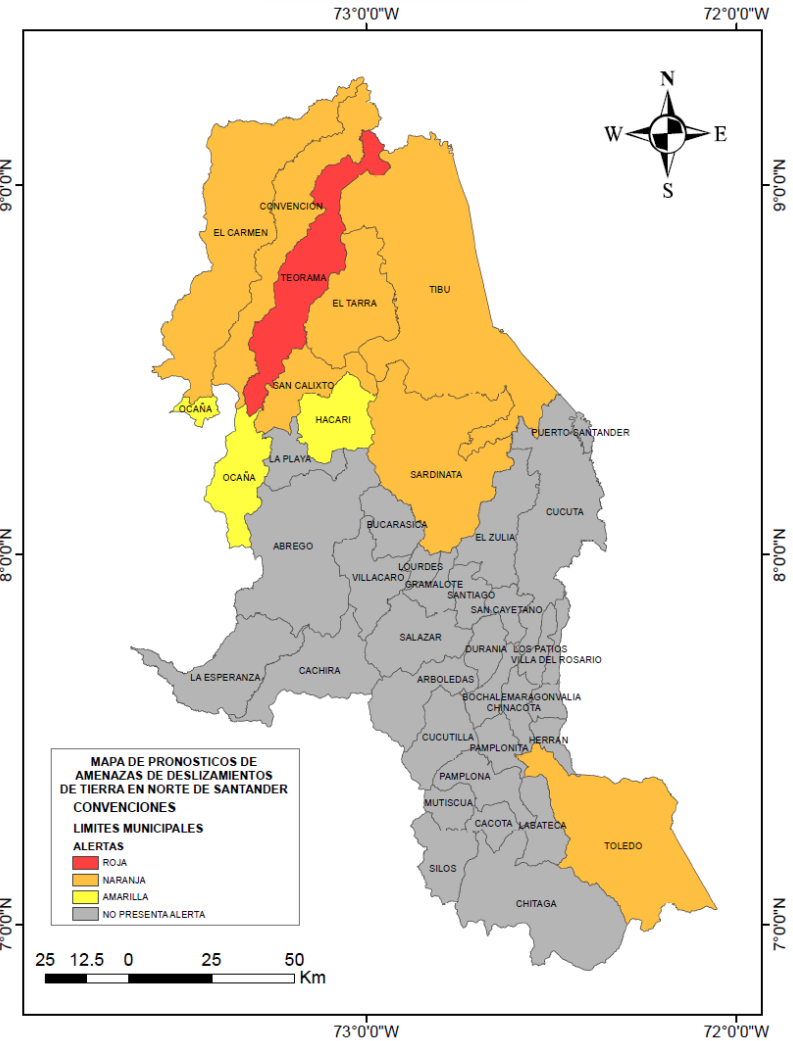 73°0'0"W
72°0'0"W
N
W
E
S
9°0'0"N
9°0'0"N
CONVENCIÓN
EL CARMEN
TEORAMA
TIBU
EL TARRA
SAN CALIXTO
OCAÑA
HACARI
PUERTO SANTANDER
LA PLAYA
OCAÑA
SARDINATA
CUCUTA
BUCARASICA
EL ZULIA
ABREGO
8°0'0"N
8°0'0"N
LOURDES
VILLACARO
GRAMALOTE
SANTIAGO
SAN CAYETANO
SALAZAR
DURANIA
LOS PATIOS
VILLA DEL ROSARIO
CACHIRA
LA ESPERANZA
ARBOLEDAS
BOCHALEMA
RAGONVALIA
CHINACOTA
CUCUTILLA
HERRAN
PAMPLONITA
PAMPLONA
MUTISCUA
CACOTA
LABATECA
TOLEDO
SILOS
CHITAGA
7°0'0"N
7°0'0"N
MAPA DE PRONOSTICOS DE
AMENAZAS DE DESLIZAMIENTOS
DE TIERRA EN NORTE DE SANTANDER
CONVENCIONES
LIMITES MUNICIPALES
ALERTAS
ROJA
NARANJA
AMARILLA
NO PRESENTA ALERTA
25 12.5 0 25 50
Km
73°0'0"W
72°0'0"W